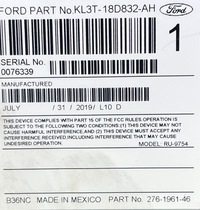 FORD PART No.KL3T-18D832-AH
Ford
1
SERIAL No.
0076339
MANUFACTURED
JULY / 31 / 2019/ L10 D
THIS DEVICE COMPLIES WITH PART 15 OF THE FCC RULES OPERATION
IS SUBJECT TO THE FOLLOWING TWO CONDITIONS (1) THIS DEVICE MAY NOT
CAUSE HARMFUL INTERFERENCE AND (2) THIS DEVICE MUST ACCEPT
ANY INTERFERENCE RECEIVED,INCLUDING INTERFERENCE THAT MAY CAUSE
UNDESIRED OPERATION.
MODEL: RU-9754
B36NC MADE IN MEXICO PART No. 276-1961-46